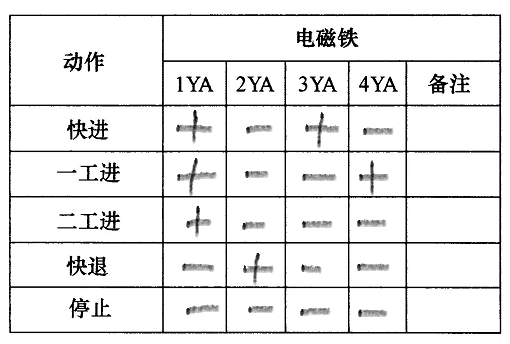 动作 电磁铁
1YA 2YA 3YA 4YA 备注
快进 + - + -
一工进 + - - +
二工进 + - - -
快退 - + - -
停止 - - - -